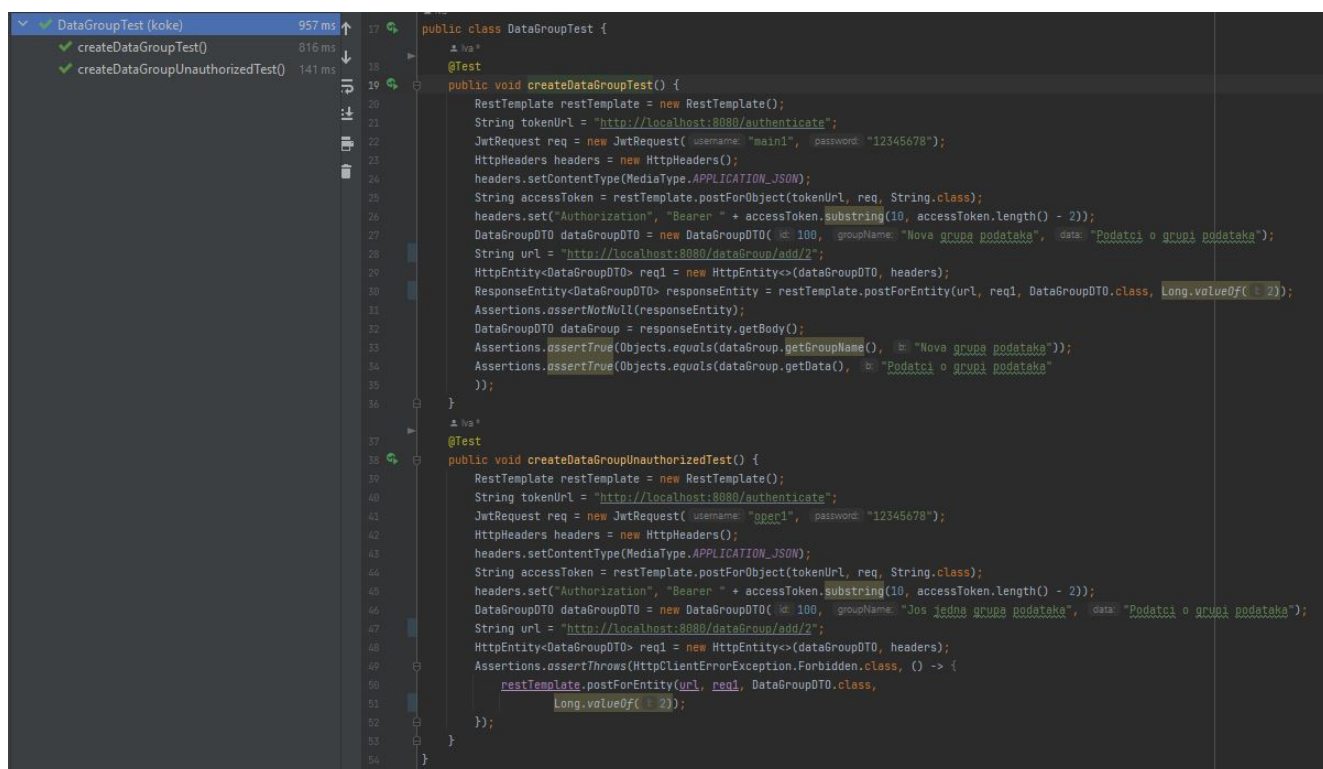 DataGroupTest (koke) 957 ms
createDataGroupTest() 816 ms
createDataGroupUnauthorizedTest() 141 ms
17 public class DataGroupTest {
Iva *
18 @Test
19 public void createDataGroupTest() {
20 RestTemplate restTemplate = new RestTemplate();
21 String tokenUrl = "http://localhost:8080/authenticate";
22 JwtRequest req = new JwtRequest( username: "main1", password: "12345678");
23 HttpHeaders headers = new HttpHeaders();
24 headers.setContentType(MediaType.APPLICATION_JSON);
25 String accessToken = restTemplate.postForObject(tokenUrl, req, String.class);
26 headers.set("Authorization", "Bearer " + accessToken.substring(10, accessToken.length() - 2));
27 DataGroupDTO dataGroupDTO = new DataGroupDTO( id: 100, groupName: "Nova grupa podataka", data: "Podatci o grupi podataka");
28 String url = "http://localhost:8080/dataGroup/add/2";
29 HttpEntity<DataGroupDTO> req1 = new HttpEntity<>(dataGroupDTO, headers);
30 ResponseEntity<DataGroupDTO> responseEntity = restTemplate.postForEntity(url, req1, DataGroupDTO.class, Long.valueOf( l: 2));
31 Assertions.assertNotNull(responseEntity);
32 DataGroupDTO dataGroup = responseEntity.getBody();
33 Assertions.assertTrue(Objects.equals(dataGroup.getGroupName(), b: "Nova grupa podataka"));
34 Assertions.assertTrue(Objects.equals(dataGroup.getData(), b: "Podatci o grupi podataka"
35 ));
36 }
Iva *
37 @Test
38 public void createDataGroupUnauthorizedTest() {
39 RestTemplate restTemplate = new RestTemplate();
40 String tokenUrl = "http://localhost:8080/authenticate";
41 JwtRequest req = new JwtRequest( username: "oper1", password: "12345678");
42 HttpHeaders headers = new HttpHeaders();
43 headers.setContentType(MediaType.APPLICATION_JSON);
44 String accessToken = restTemplate.postForObject(tokenUrl, req, String.class);
45 headers.set("Authorization", "Bearer " + accessToken.substring(10, accessToken.length() - 2));
46 DataGroupDTO dataGroupDTO = new DataGroupDTO( id: 100, groupName: "Jos jedna grupa podataka", data: "Podatci o grupi podataka");
47 String url = "http://localhost:8080/dataGroup/add/2";
48 HttpEntity<DataGroupDTO> req1 = new HttpEntity<>(dataGroupDTO, headers);
49 Assertions.assertThrows(HttpClientErrorException.Forbidden.class, () -> {
50 restTemplate.postForEntity(url, req1, DataGroupDTO.class,
51 Long.valueOf( l: 2));
52 });
53 }
54 }